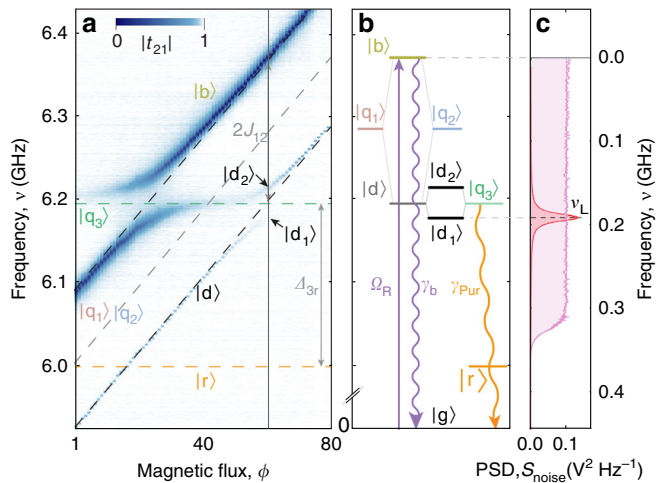 a
b
c
0
1
|t21|
|b⟩
2J12
|d2⟩
|q3⟩
|d1⟩
|q1⟩ |q2⟩
|d⟩
Δ3r
|r⟩
6.4
6.3
6.2
6.1
6.0
Frequency, ν (GHz)
1
40
80
Magnetic flux, ϕ
|b⟩
|q1⟩
|q2⟩
|d⟩
|d2⟩
|q3⟩
|d1⟩
ΩR
γb
γPur
|r⟩
|g⟩
0
νL
0.0
0.1
0.2
0.3
0.4
Frequency, ν (GHz)
0.0
0.1
PSD, Snoise(V² Hz⁻¹)